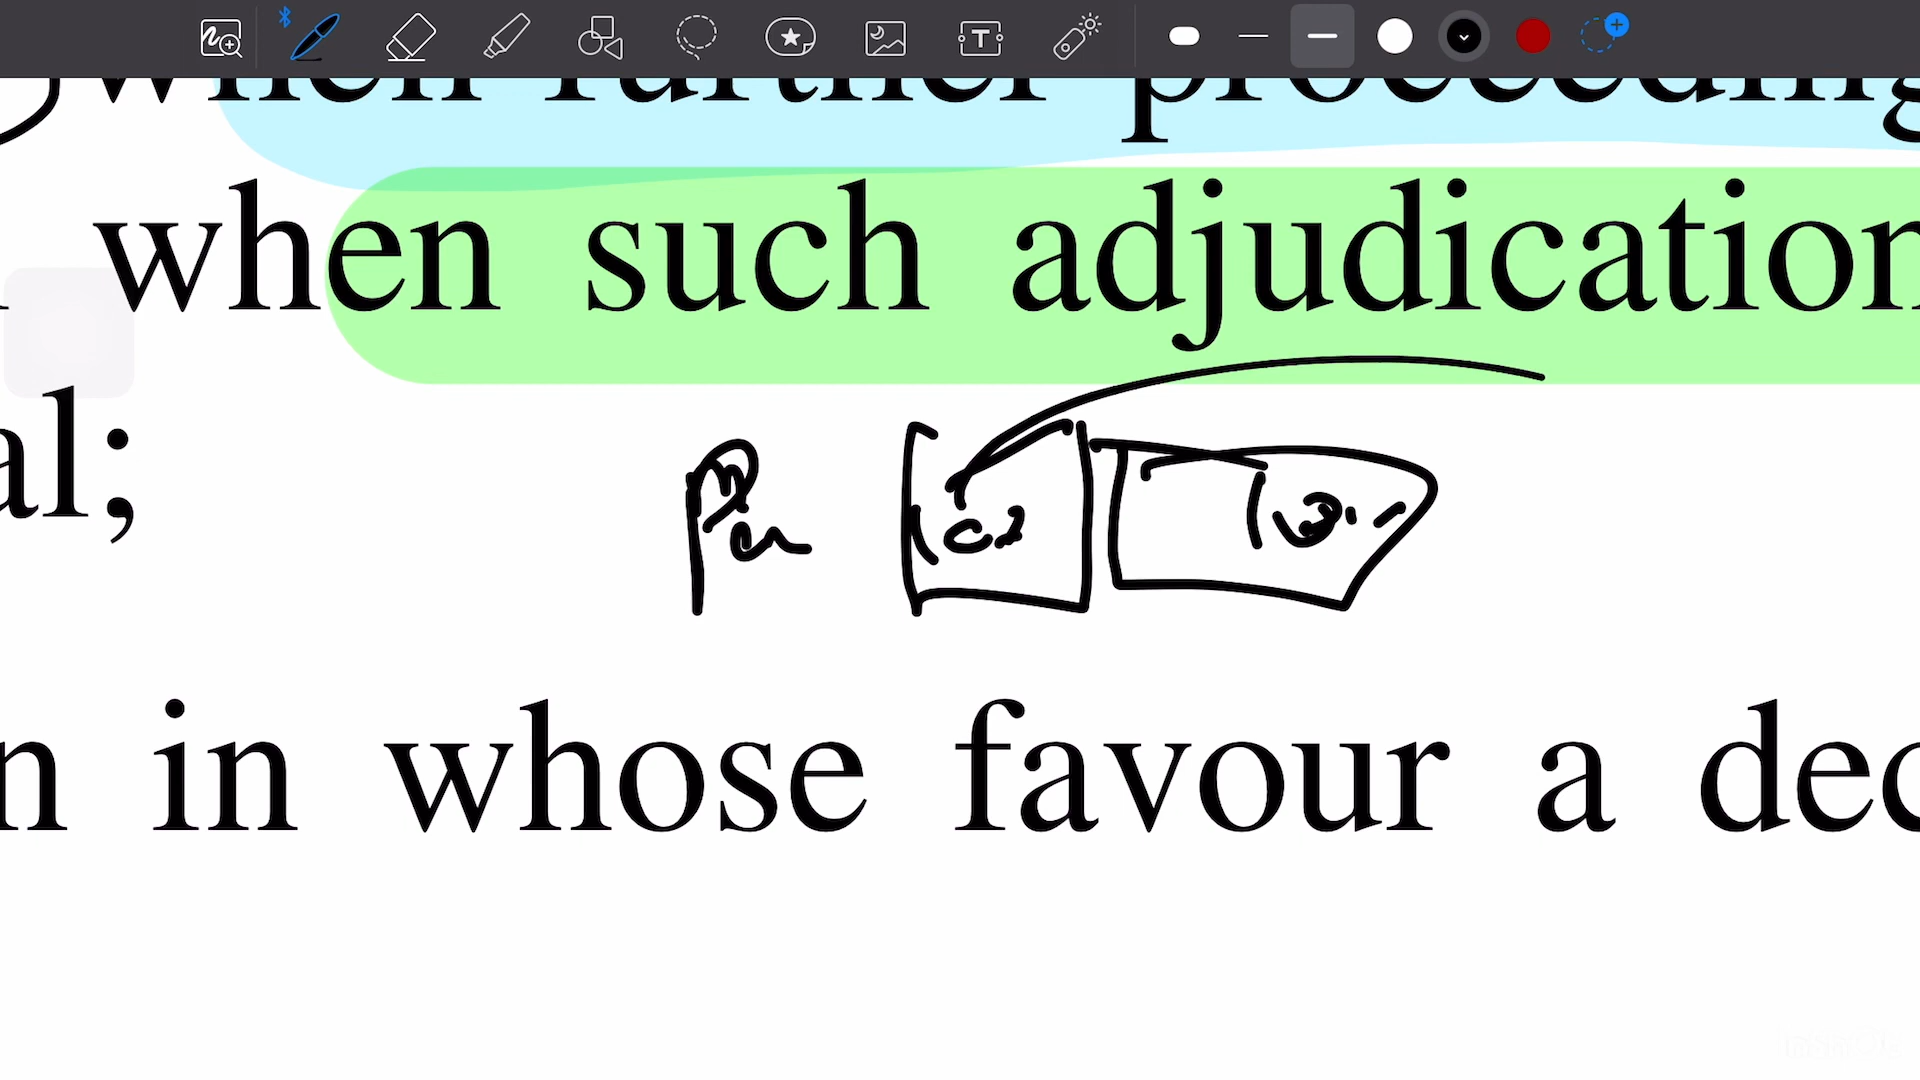 when further proceeding
when such adjudication
al;
n in whose favour a dec